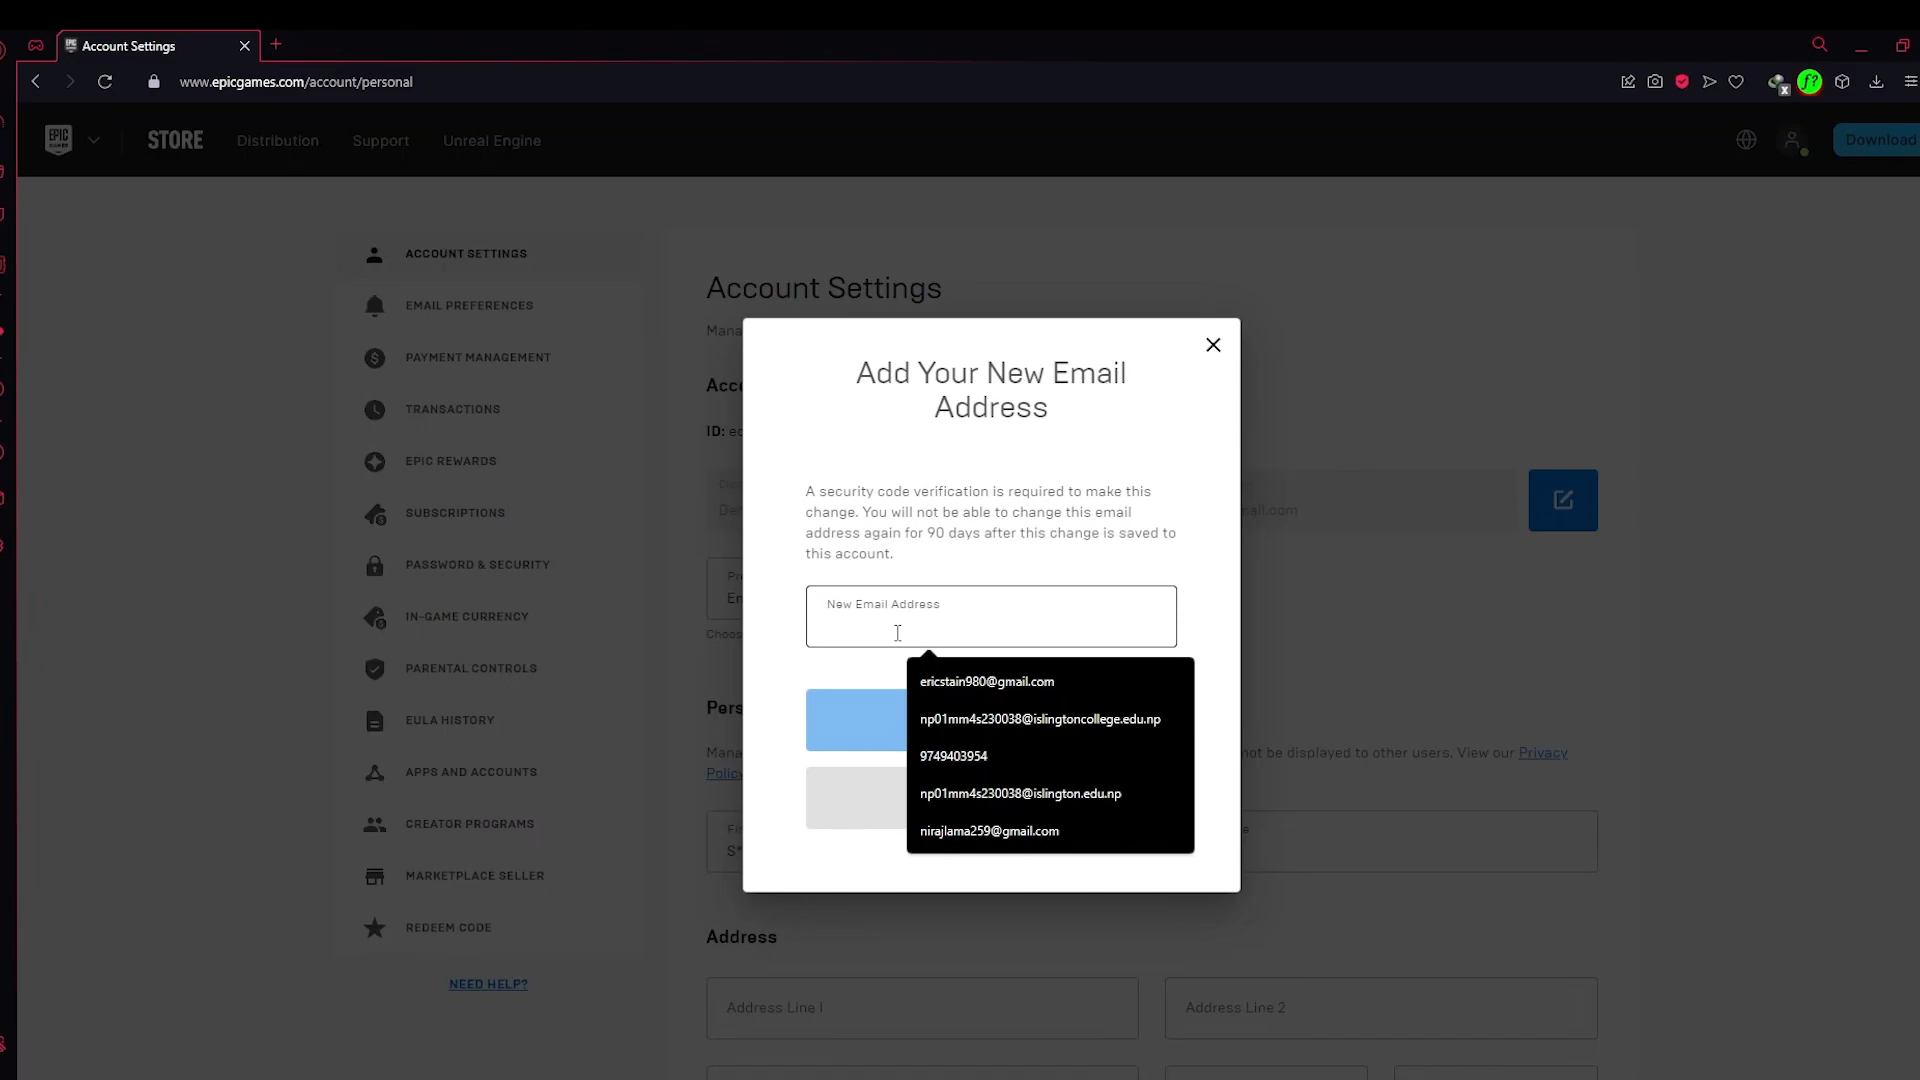 Account Settings
www.epicgames.com/account/personal
EPIC GAMES
STORE
Distribution
Support
Unreal Engine
Download
ACCOUNT SETTINGS
EMAIL PREFERENCES
PAYMENT MANAGEMENT
TRANSACTIONS
EPIC REWARDS
SUBSCRIPTIONS
PASSWORD & SECURITY
IN-GAME CURRENCY
PARENTAL CONTROLS
EULA HISTORY
APPS AND ACCOUNTS
CREATOR PROGRAMS
MARKETPLACE SELLER
REDEEM CODE
NEED HELP?
Account Settings
Mana
Acc
ID: e
ail.com
Choos
Pers
Mana
not be displayed to other users. View our Privacy
Policy
S*
Address
Address Line 1
Address Line 2
Add Your New Email
Address
A security code verification is required to make this
change. You will not be able to change this email
address again for 90 days after this change is saved to
this account.
New Email Address
ericstain980@gmail.com
np01mm4s230038@islingtoncollege.edu.np
9749403954
np01mm4s230038@islington.edu.np
nirajlama259@gmail.com